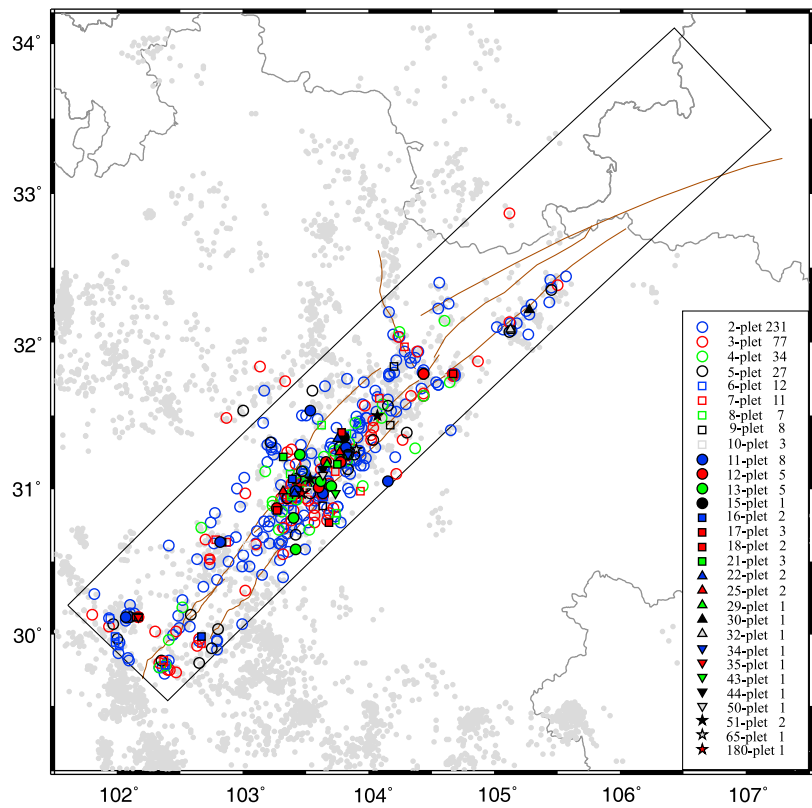 34°
33°
32°
31°
30°
2-plet 231
3-plet 77
4-plet 34
5-plet 27
6-plet 12
7-plet 11
8-plet 7
9-plet 8
10-plet 3
11-plet 8
12-plet 5
13-plet 5
15-plet 1
16-plet 2
17-plet 3
18-plet 2
21-plet 3
22-plet 2
25-plet 2
29-plet 1
30-plet 1
32-plet 1
34-plet 1
35-plet 1
43-plet 1
44-plet 1
50-plet 1
51-plet 2
65-plet 1
180-plet 1
102° 103° 104° 105° 106° 107°